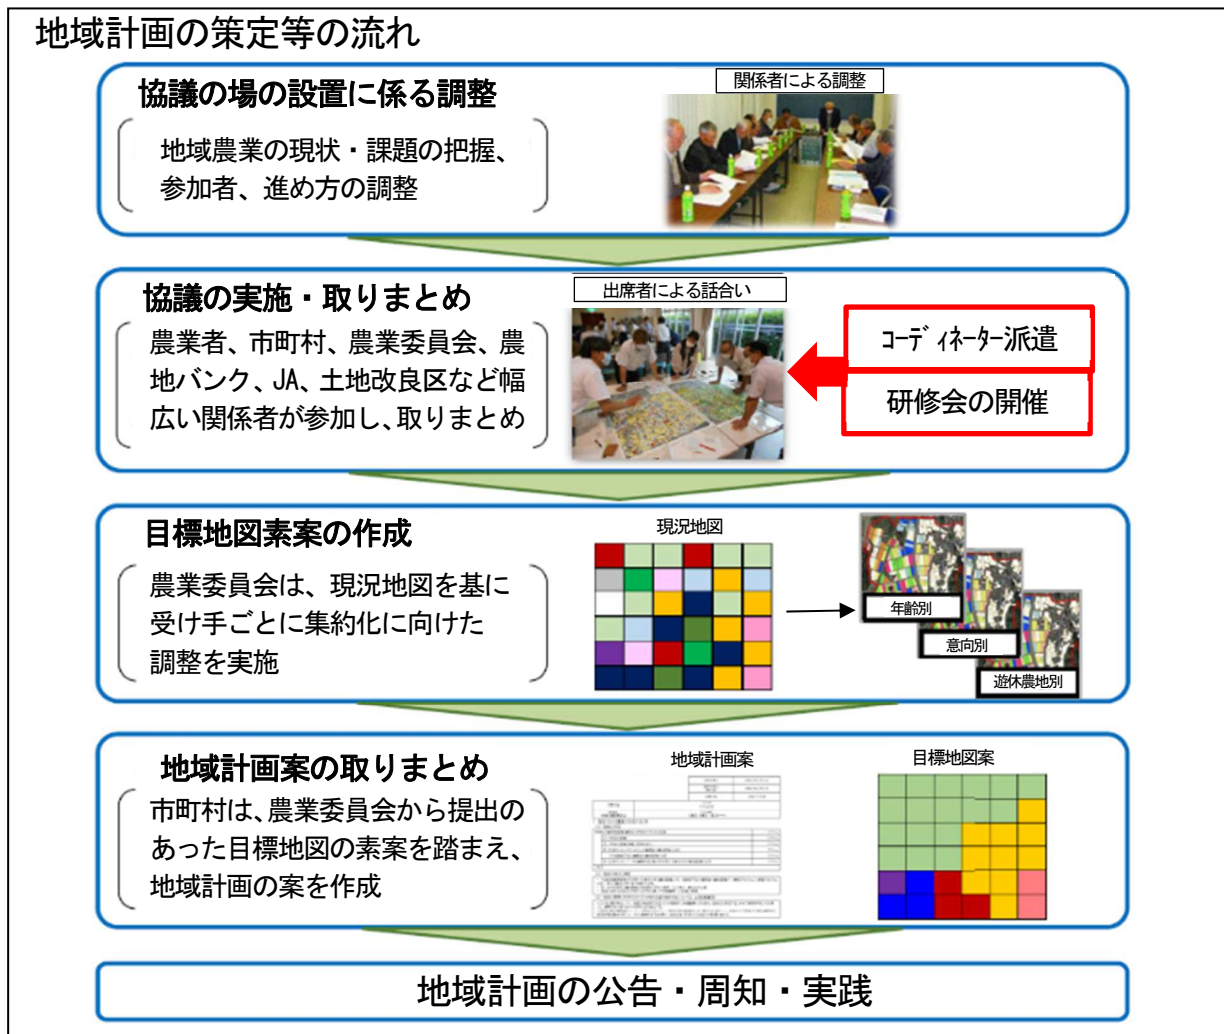 地域計画の策定等の流れ
協議の場の設置に係る調整
地域農業の現状・課題の把握、
参加者、進め方の調整
関係者による調整
協議の実施・取りまとめ
農業者、市町村、農業委員会、農
地バンク、JA、土地改良区など幅
広い関係者が参加し、取りまとめ
出席者による話合い
ｺｰﾃﾞｨﾈｰﾀｰ派遣
研修会の開催
目標地図素案の作成
農業委員会は、現況地図を基に
受け手ごとに集約化に向けた
調整を実施
現況地図
年齢別
意向別
遊休農地別
地域計画案の取りまとめ
市町村は、農業委員会から提出の
あった目標地図の素案を踏まえ、
地域計画の案を作成
地域計画案
目標地図案
地域計画の公告・周知・実践